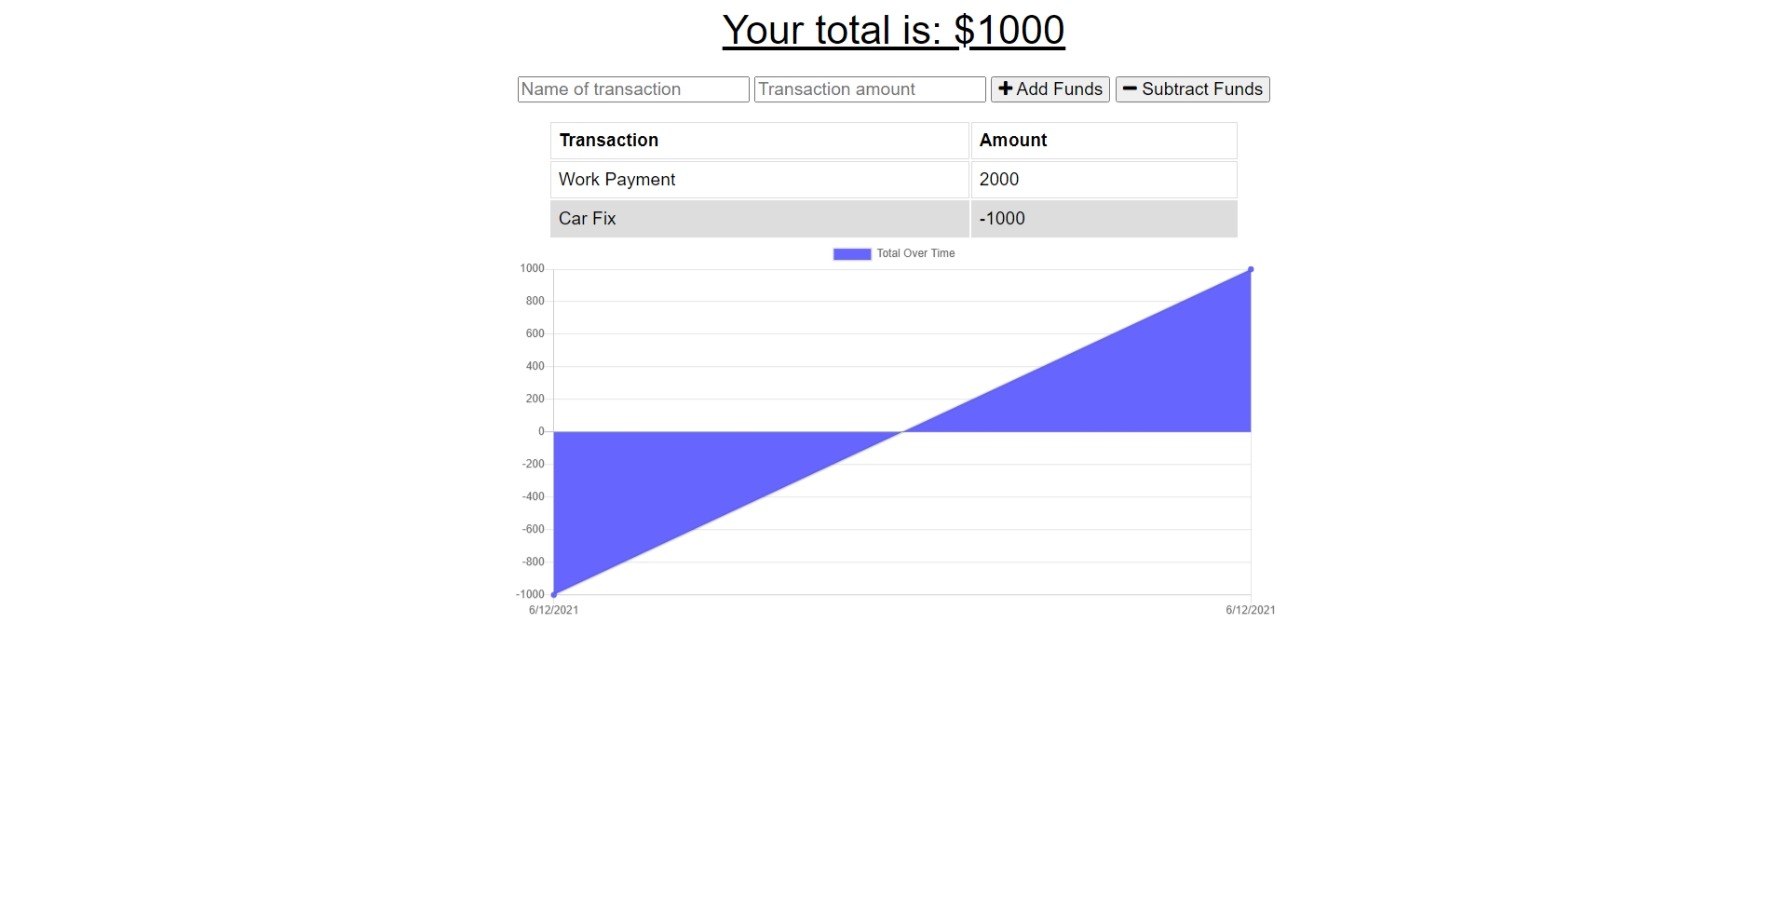 Your total is: $1000
Name of transaction Transaction amount Add Funds Subtract Funds
Transaction Amount
Work Payment 2000
Car Fix -1000
Total Over Time
1000
800
600
400
200
0
-200
-400
-600
-800
-1000
6/12/2021 6/12/2021